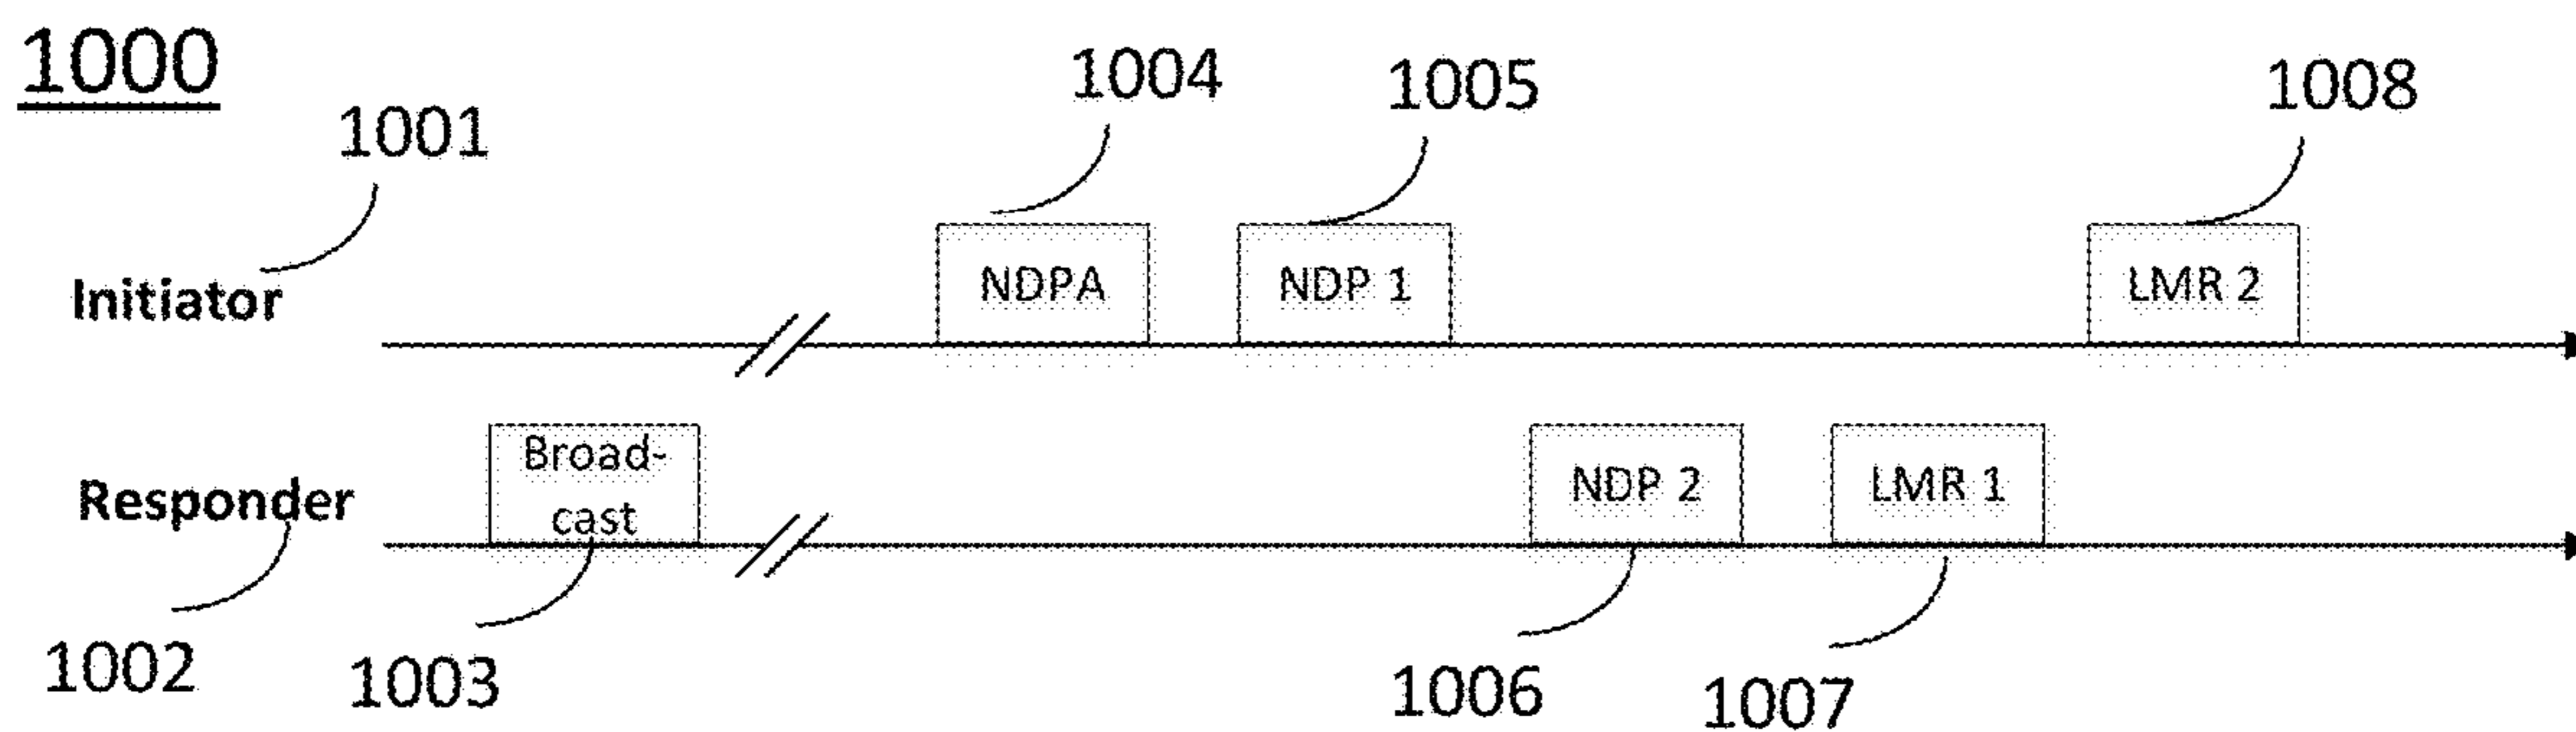 1000
1001
1004
1005
1008
Initiator
NDPA
NDP 1
LMR 2
Responder
Broad-
cast
NDP 2
LMR 1
1002
1003
1006
1007